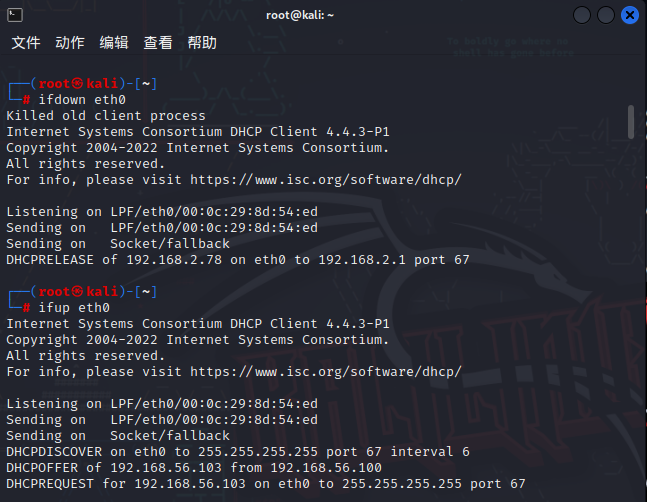 root@kali: ~
文件 动作 编辑 查看 帮助
┌──(root㉿kali)-[~]
└─# ifdown eth0
Killed old client process
Internet Systems Consortium DHCP Client 4.4.3-P1
Copyright 2004-2022 Internet Systems Consortium.
All rights reserved.
For info, please visit https://www.isc.org/software/dhcp/
Listening on LPF/eth0/00:0c:29:8d:54:ed
Sending on   LPF/eth0/00:0c:29:8d:54:ed
Sending on   Socket/fallback
DHCPRELEASE of 192.168.2.78 on eth0 to 192.168.2.1 port 67
┌──(root㉿kali)-[~]
└─# ifup eth0
Internet Systems Consortium DHCP Client 4.4.3-P1
Copyright 2004-2022 Internet Systems Consortium.
All rights reserved.
For info, please visit https://www.isc.org/software/dhcp/
Listening on LPF/eth0/00:0c:29:8d:54:ed
Sending on   LPF/eth0/00:0c:29:8d:54:ed
Sending on   Socket/fallback
DHCPDISCOVER on eth0 to 255.255.255.255 port 67 interval 6
DHCPOFFER of 192.168.56.103 from 192.168.56.100
DHCPREQUEST for 192.168.56.103 on eth0 to 255.255.255.255 port 67